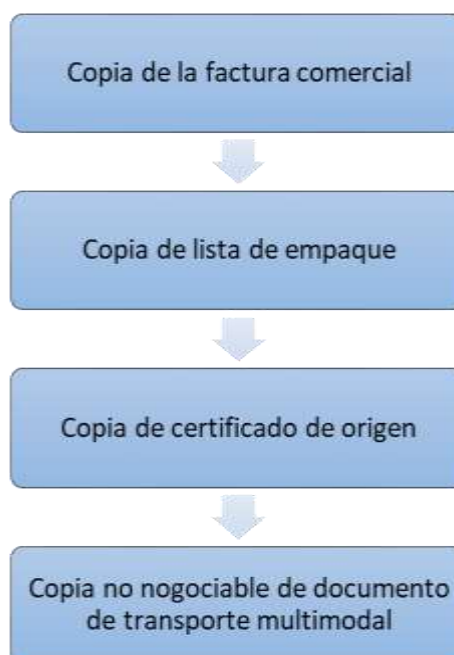 Copia de la factura comercial
Copia de lista de empaque
Copia de certificado de origen
Copia no nogociable de documento
de transporte multimodal